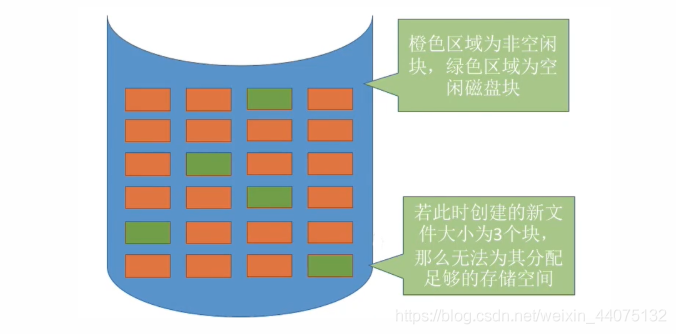 橙色区域为非空闲
块，绿色区域为空
闲磁盘块
若此时创建的新文
件大小为3个块，
那么无法为其分配
足够的存储空间
https://blog.csdn.net/weixin_44075132